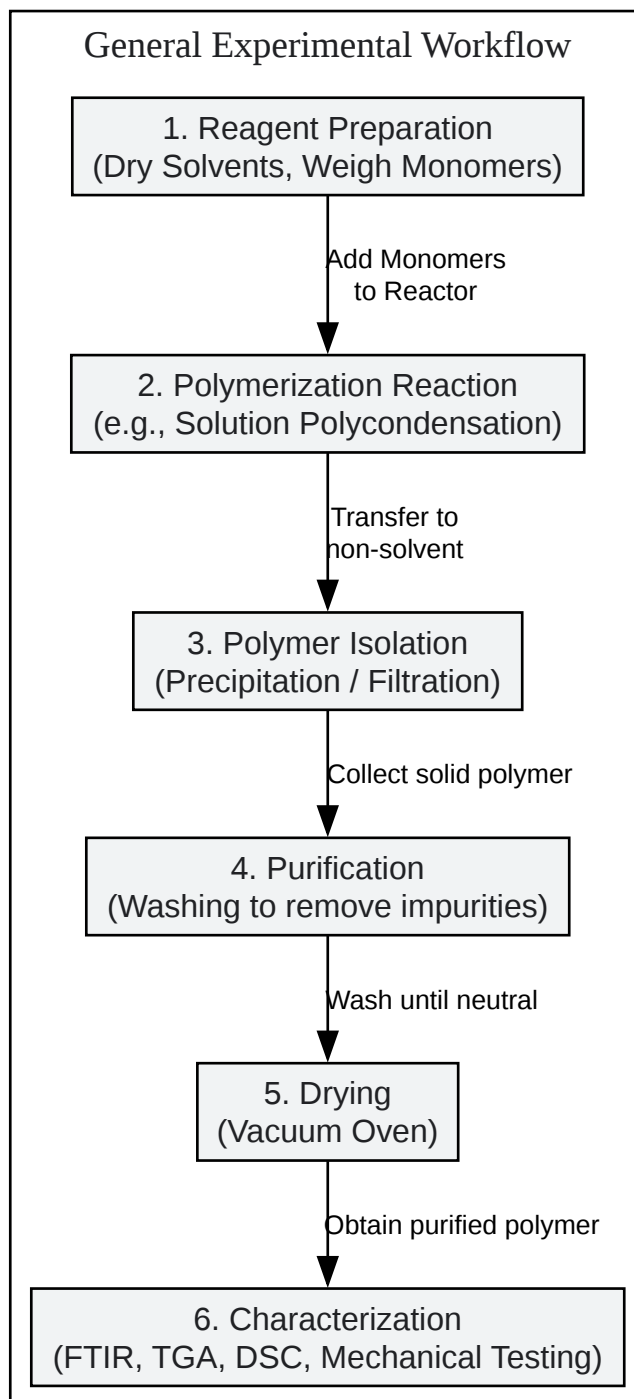 General Experimental Workflow
1. Reagent Preparation
(Dry Solvents, Weigh Monomers)
Add Monomers
to Reactor
2. Polymerization Reaction
(e.g., Solution Polycondensation)
Transfer to
non-solvent
3. Polymer Isolation
(Precipitation / Filtration)
Collect solid polymer
4. Purification
(Washing to remove impurities)
Wash until neutral
5. Drying
(Vacuum Oven)
Obtain purified polymer
6. Characterization
(FTIR, TGA, DSC, Mechanical Testing)